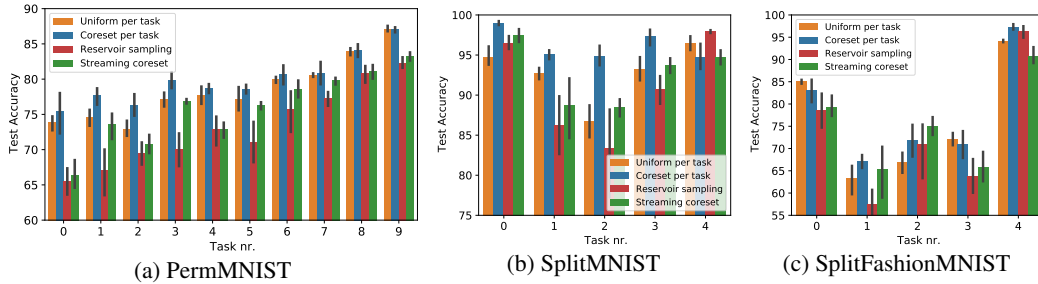 Test Accuracy
90
85
80
75
70
65
60
Uniform per task
Coreset per task
Reservoir sampling
Streaming coreset
0 1 2 3 4 5 6 7 8 9
Task nr.
(a) PermMNIST
Test Accuracy
100
95
90
85
80
75
Uniform per task
Coreset per task
Reservoir sampling
Streaming coreset
0 1 2 3 4
Task nr.
(b) SplitMNIST
Test Accuracy
100
95
90
85
80
75
70
65
60
55
Uniform per task
Coreset per task
Reservoir sampling
Streaming coreset
0 1 2 3 4
Task nr.
(c) SplitFashionMNIST